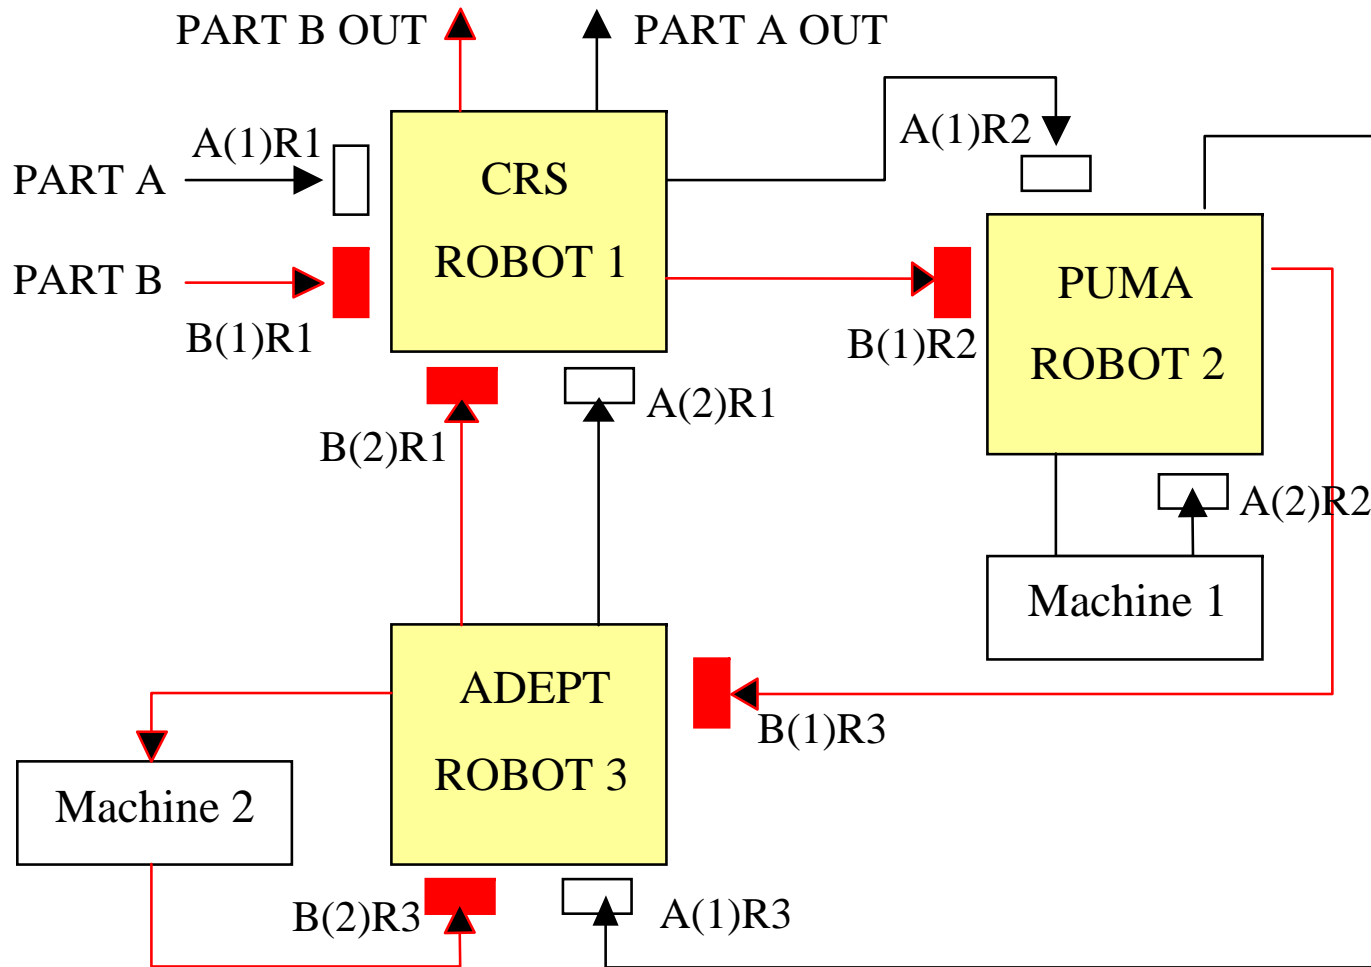 PART B OUT
PART A OUT
A(1)R1
A(1)R2
PART A
CRS
ROBOT 1
PART B
PUMA
ROBOT 2
B(1)R1
B(1)R2
A(2)R1
B(2)R1
A(2)R2
Machine 1
ADEPT
ROBOT 3
B(1)R3
Machine 2
B(2)R3
A(1)R3